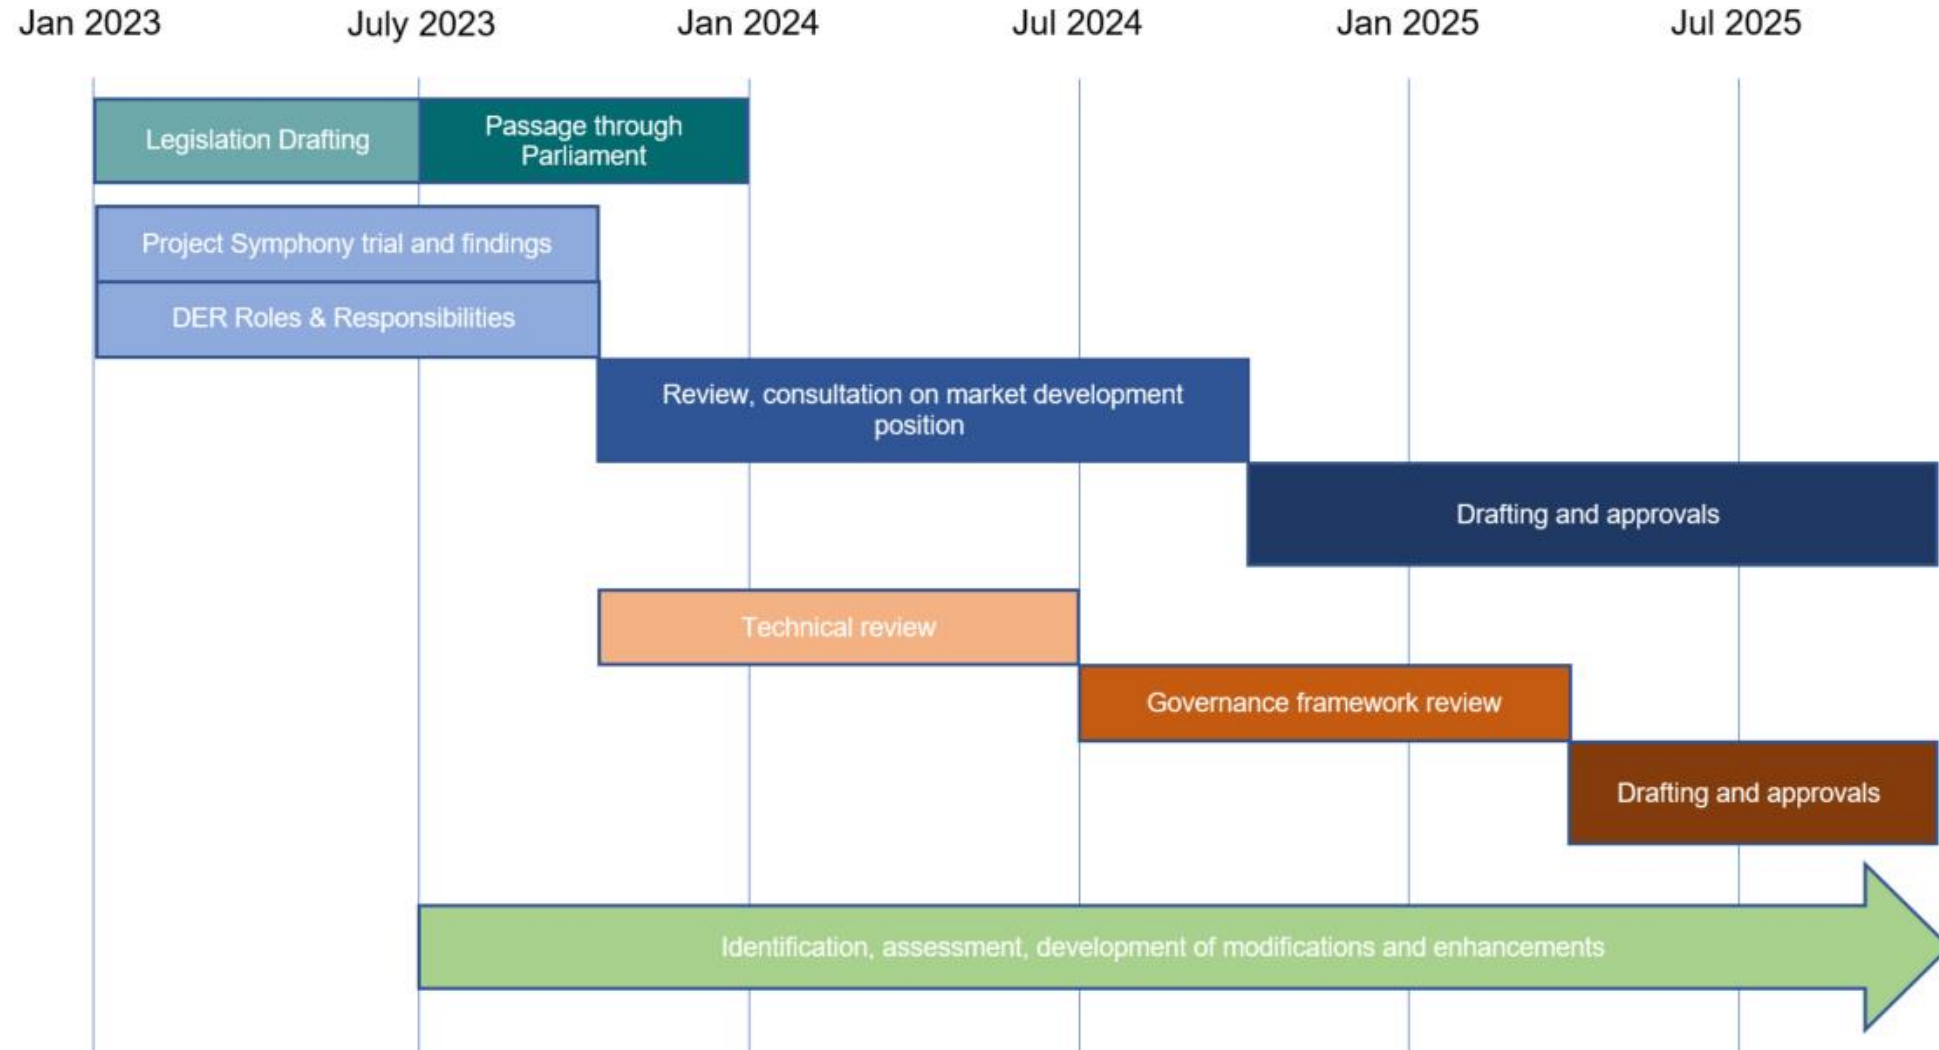 Jan 2023
July 2023
Jan 2024
Jul 2024
Jan 2025
Jul 2025
Legislation Drafting
Passage through
Parliament
Project Symphony trial and findings
DER Roles & Responsibilities
Review, consultation on market development
position
Drafting and approvals
Technical review
Governance framework review
Drafting and approvals
Identification, assessment, development of modifications and enhancements